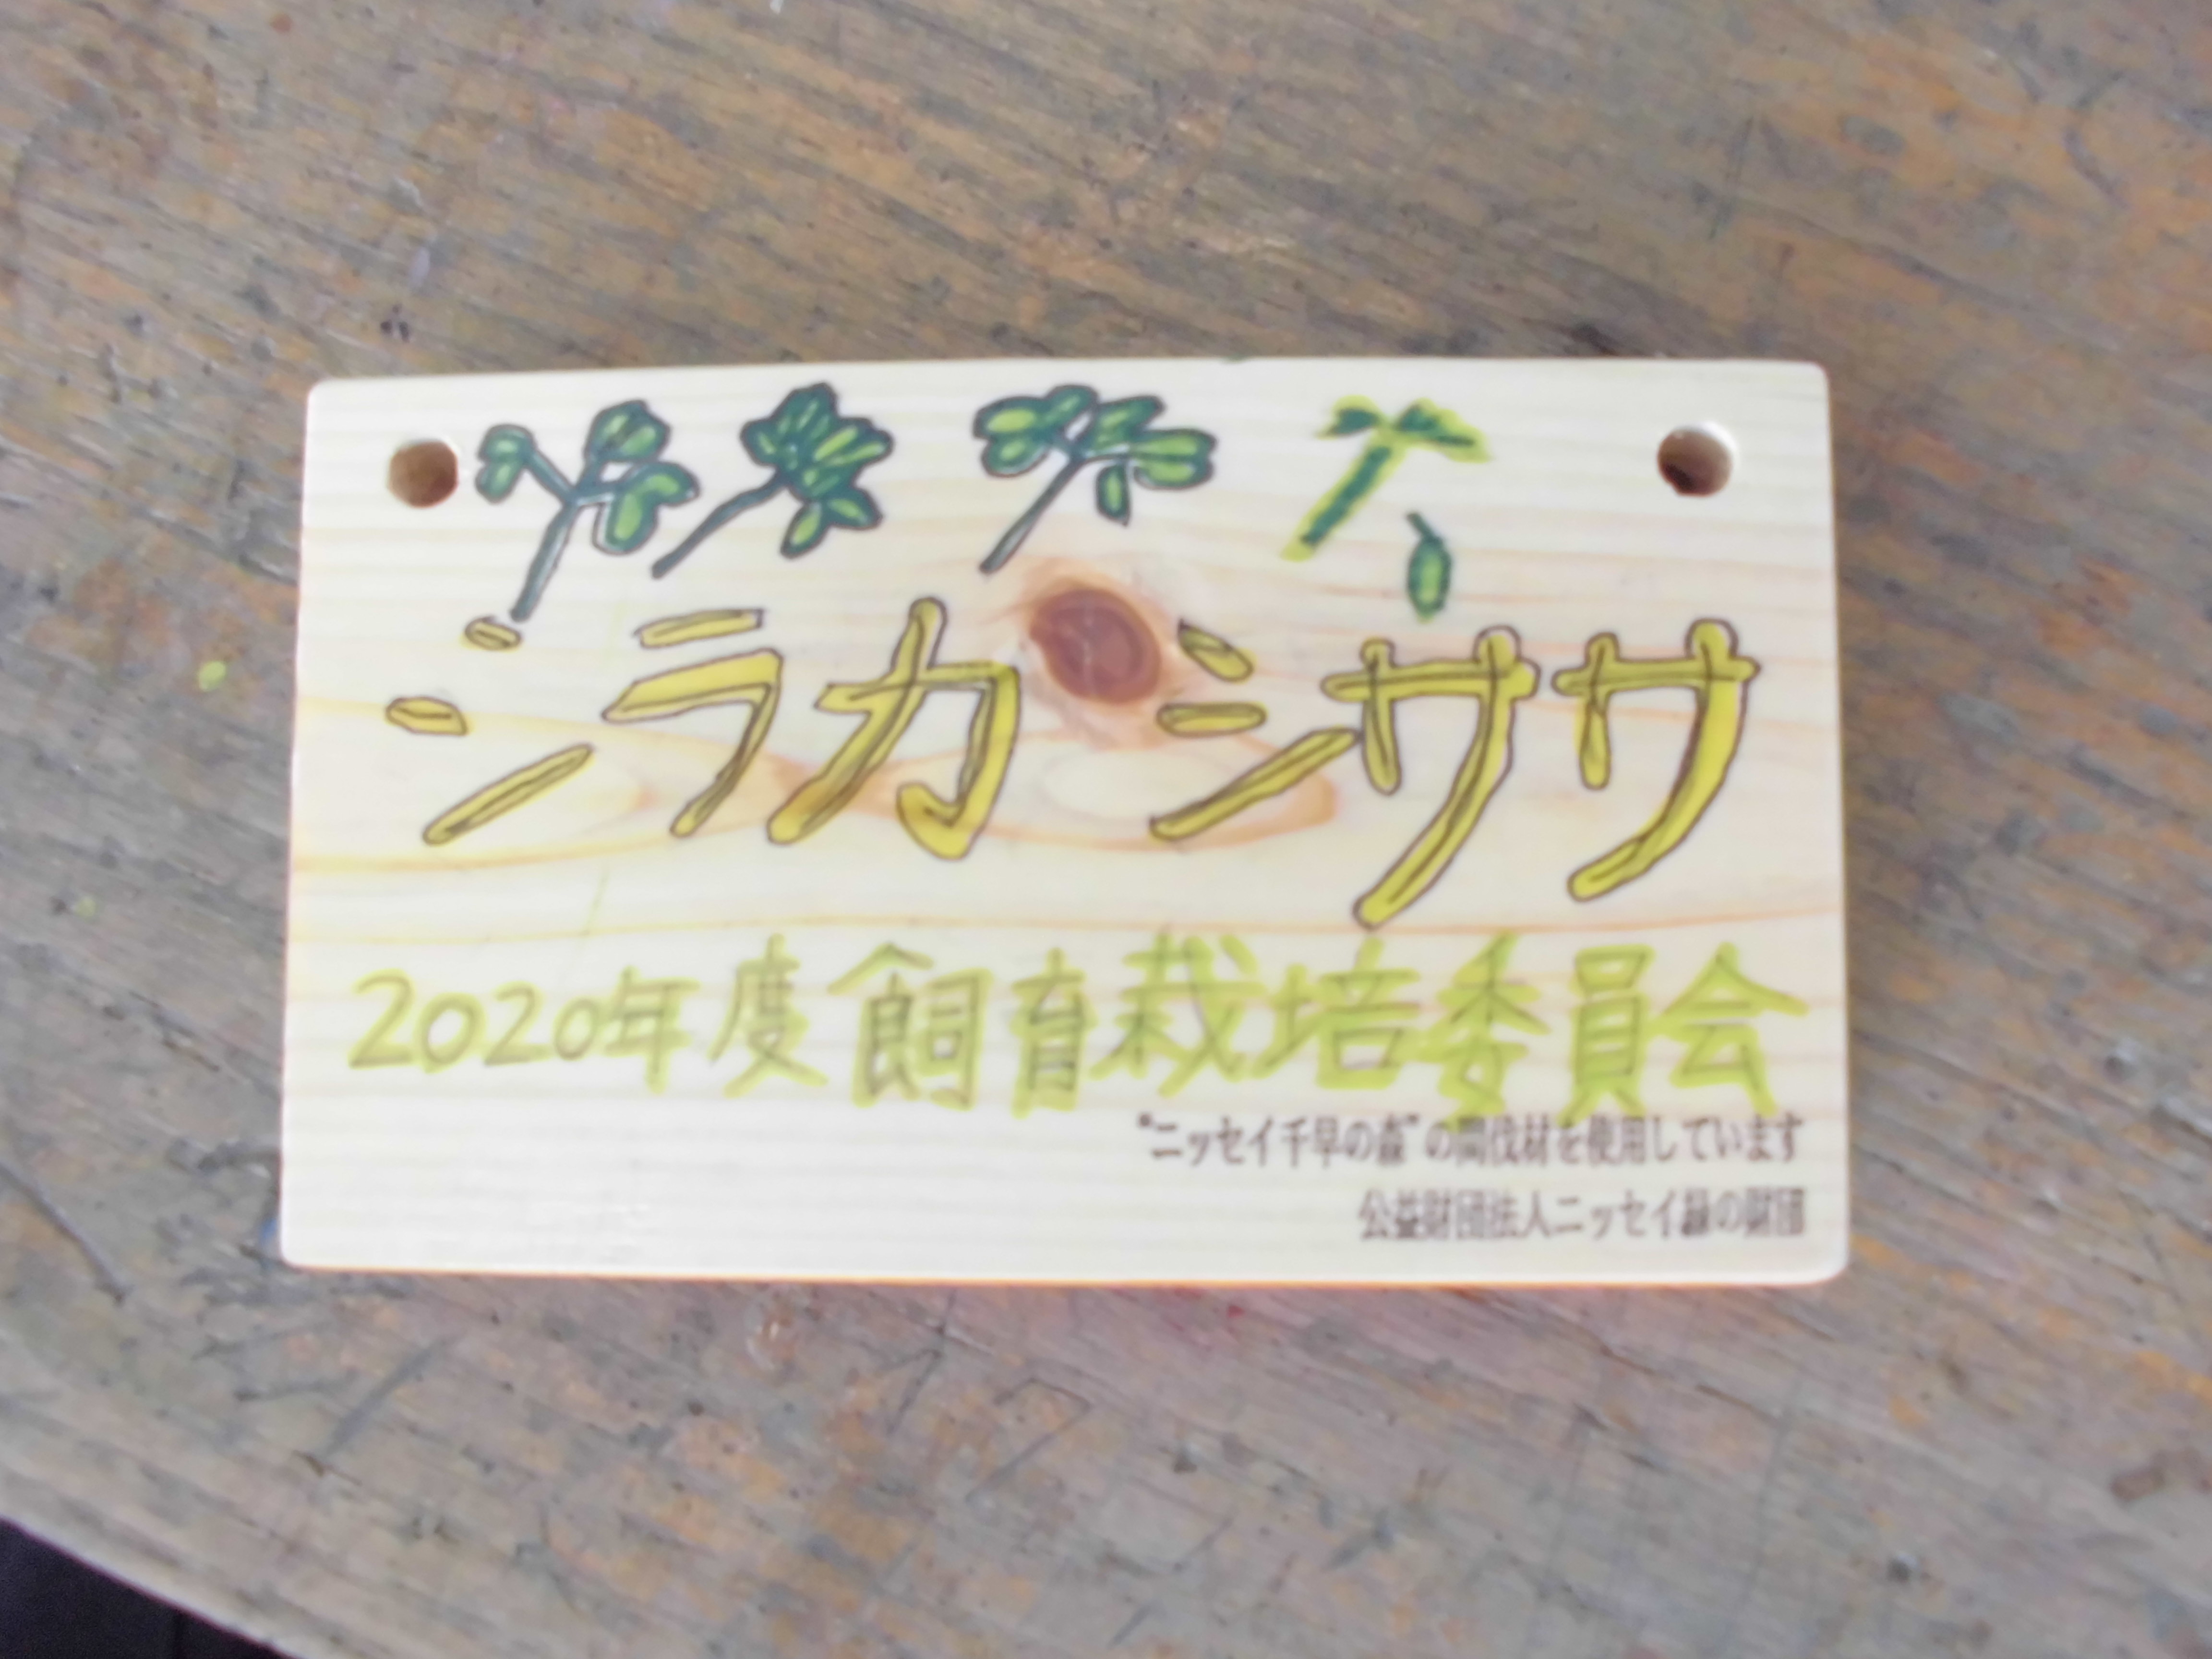 シラカシササ
2020年度飼育栽培委員会
"ニッセイ千早の森"の間伐材を使用しています
公益財団法人ニッセイ緑の財団